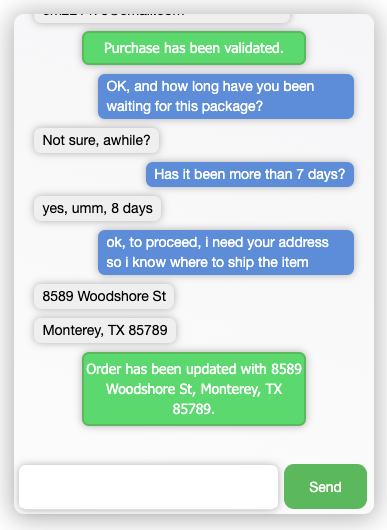 Purchase has been validated.
OK, and how long have you been
waiting for this package?
Not sure, awhile?
Has it been more than 7 days?
yes, umm, 8 days
ok, to proceed, i need your address
so i know where to ship the item
8589 Woodshore St
Monterey, TX 85789
Order has been updated with 8589
Woodshore St, Monterey, TX
85789.
Send